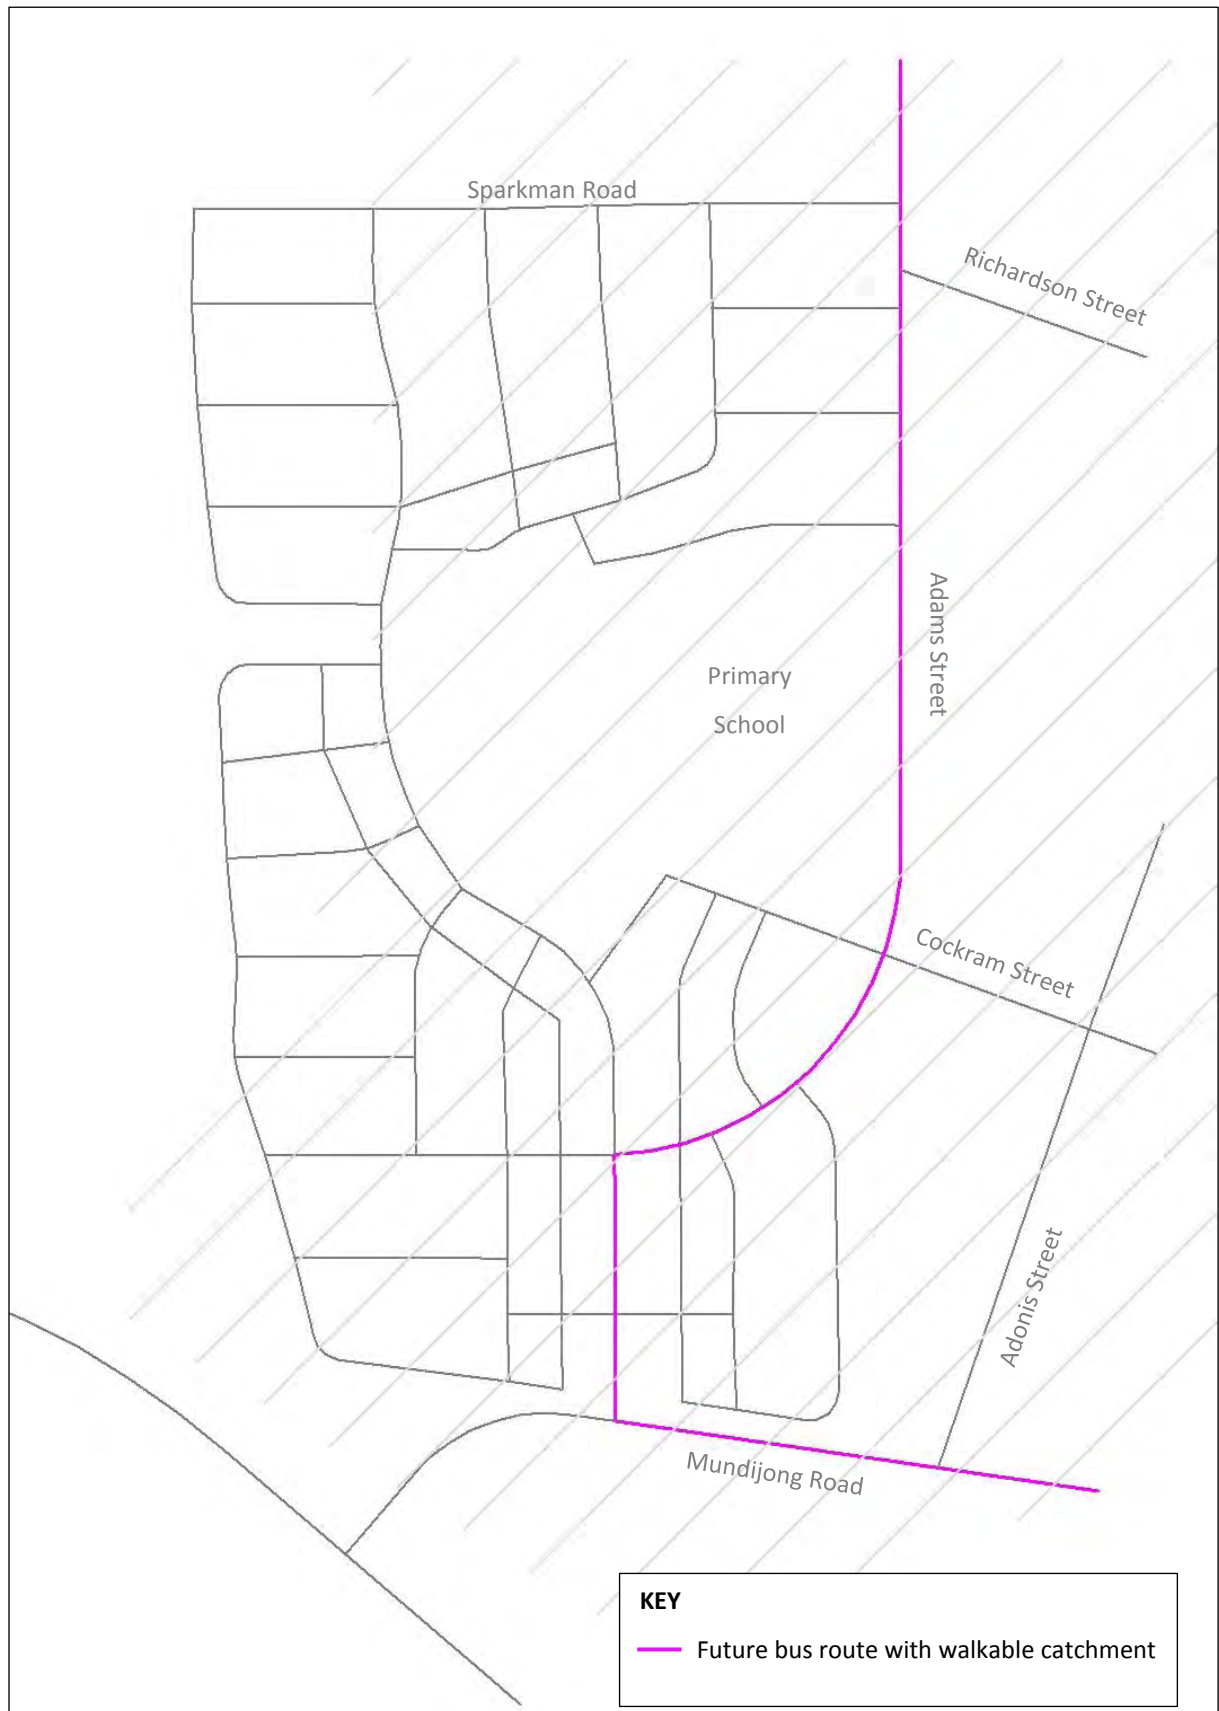 Sparkman Road
Richardson Street
Adams Street
Primary
School
Cockram Street
Adonis Street
Mundijong Road
KEY
Future bus route with walkable catchment